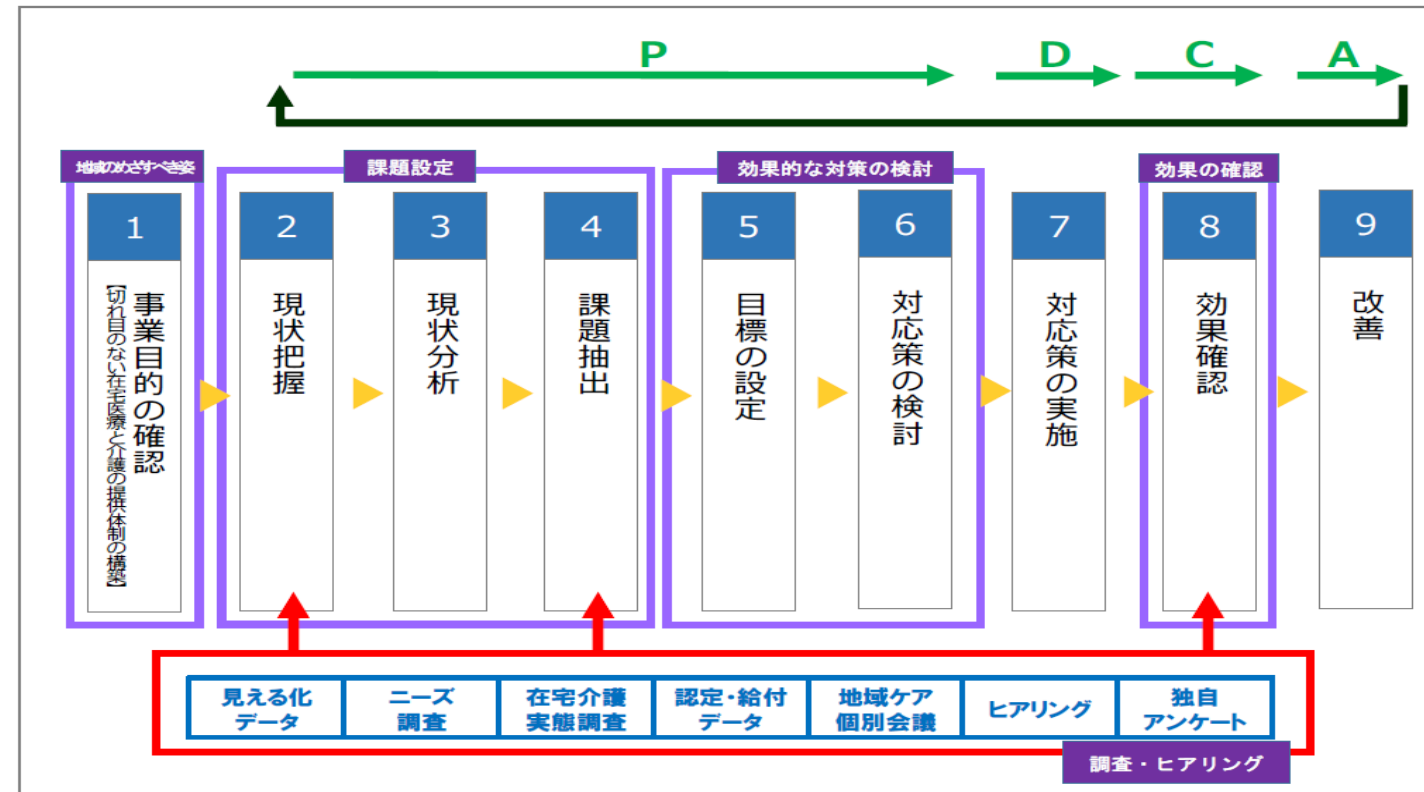 P
D
C
A
地域のめざすべき姿
課題設定
効果的な対策の検討
効果の確認
1
事業目的の確認
【切れ目のない在宅医療と介護の提供体制の構築】
2
現状把握
3
現状分析
4
課題抽出
5
目標の設定
6
対応策の検討
7
対応策の実施
8
効果確認
9
改善
見える化
データ
ニーズ
調査
在宅介護
実態調査
認定・給付
データ
地域ケア
個別会議
ヒアリング
独自
アンケート
調査・ヒアリング